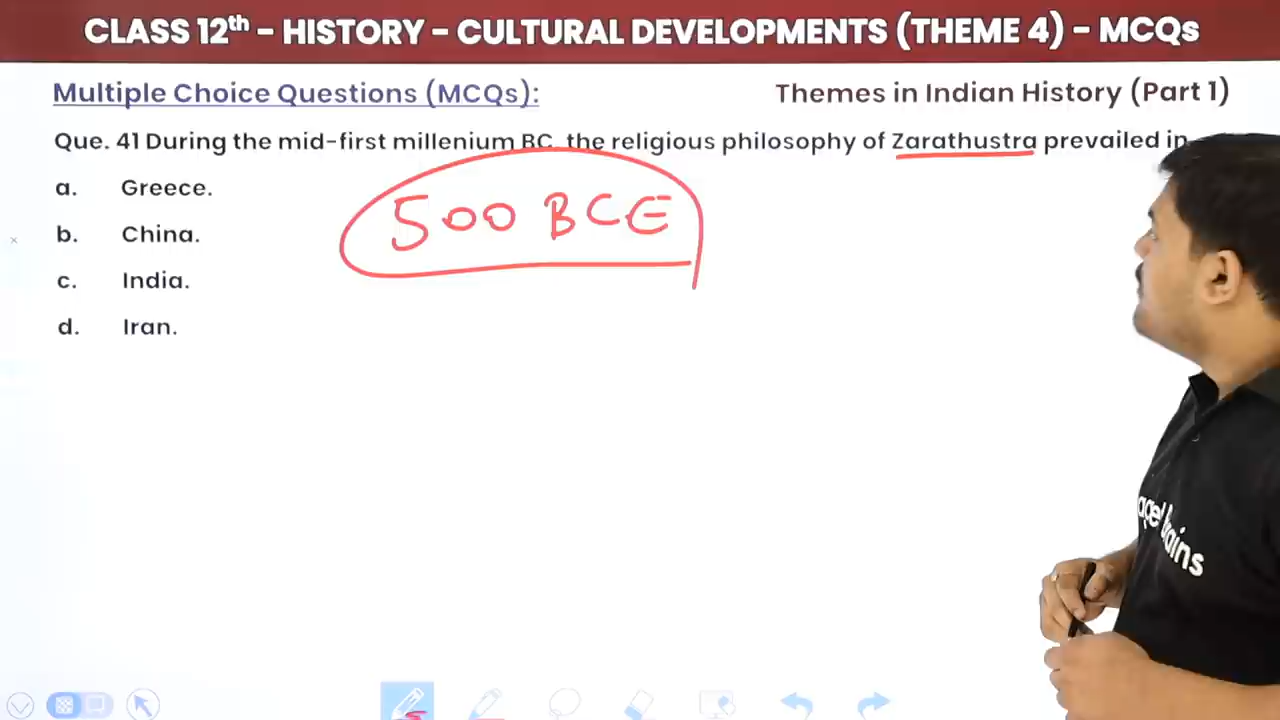 CLASS 12th – HISTORY – CULTURAL DEVELOPMENTS (THEME 4) – MCQs
Multiple Choice Questions (MCQs):
Themes in Indian History (Part 1)
Que. 41 During the mid-first millenium BC, the religious philosophy of Zarathustra prevailed in
a. Greece.
500 BCE
b. China.
c. India.
d. Iran.